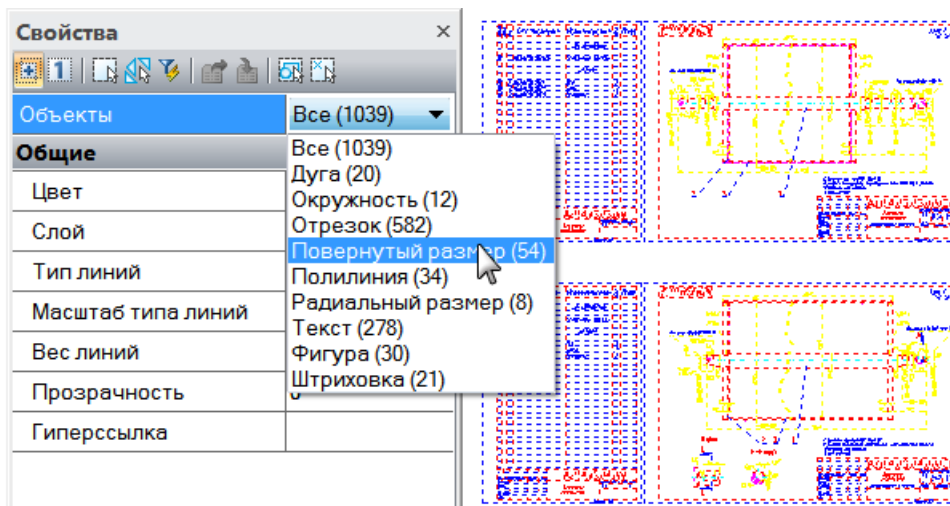 Свойства
1
Объекты Все (1039)
Общие
Цвет
Слой
Тип линий
Масштаб типа линий
Вес линий
Прозрачность
Гиперссылка
Все (1039)
Дуга (20)
Окружность (12)
Отрезок (582)
Повернутый размер (54)
Полилиния (34)
Радиальный размер (8)
Текст (278)
Фигура (30)
Штриховка (21)